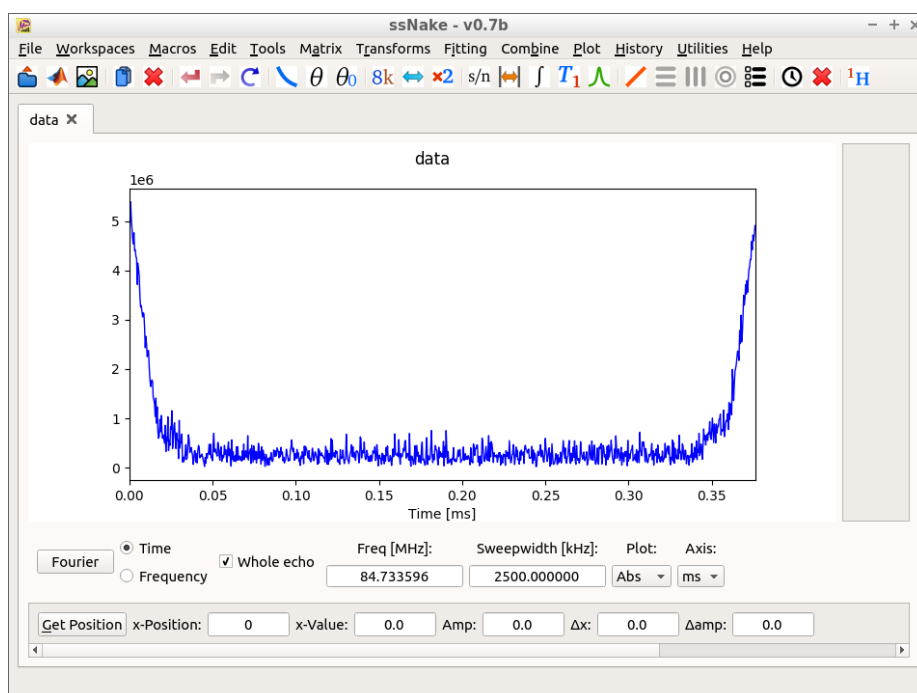 ssNake - v0.7b
File Workspaces Macros Edit Tools Matrix Transforms Fitting Combine Plot History Utilities Help
θ θ0 8k ×2 s/n ∫ T1 1H
data
data
1e6
5
4
3
2
1
0
0.00 0.05 0.10 0.15 0.20 0.25 0.30 0.35
Time [ms]
Fourier
Time
Frequency
Whole echo
Freq [MHz]: Sweepwidth [kHz]: Plot: Axis:
84.733596 2500.000000 Abs ms
Get Position x-Position: 0 x-Value: 0.0 Amp: 0.0 Δx: 0.0 Δamp: 0.0